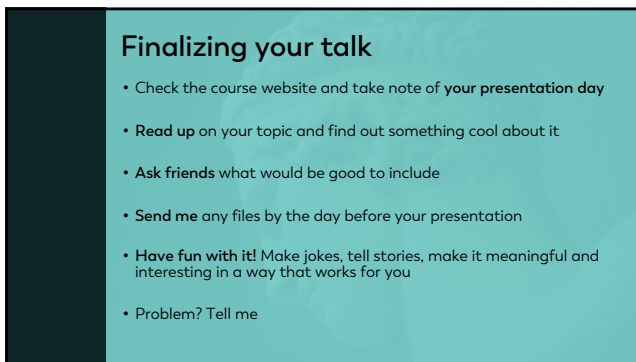 Finalizing your talk
• Check the course website and take note of your presentation day
• Read up on your topic and find out something cool about it
• Ask friends what would be good to include
• Send me any files by the day before your presentation
• Have fun with it! Make jokes, tell stories, make it meaningful and
interesting in a way that works for you
• Problem? Tell me